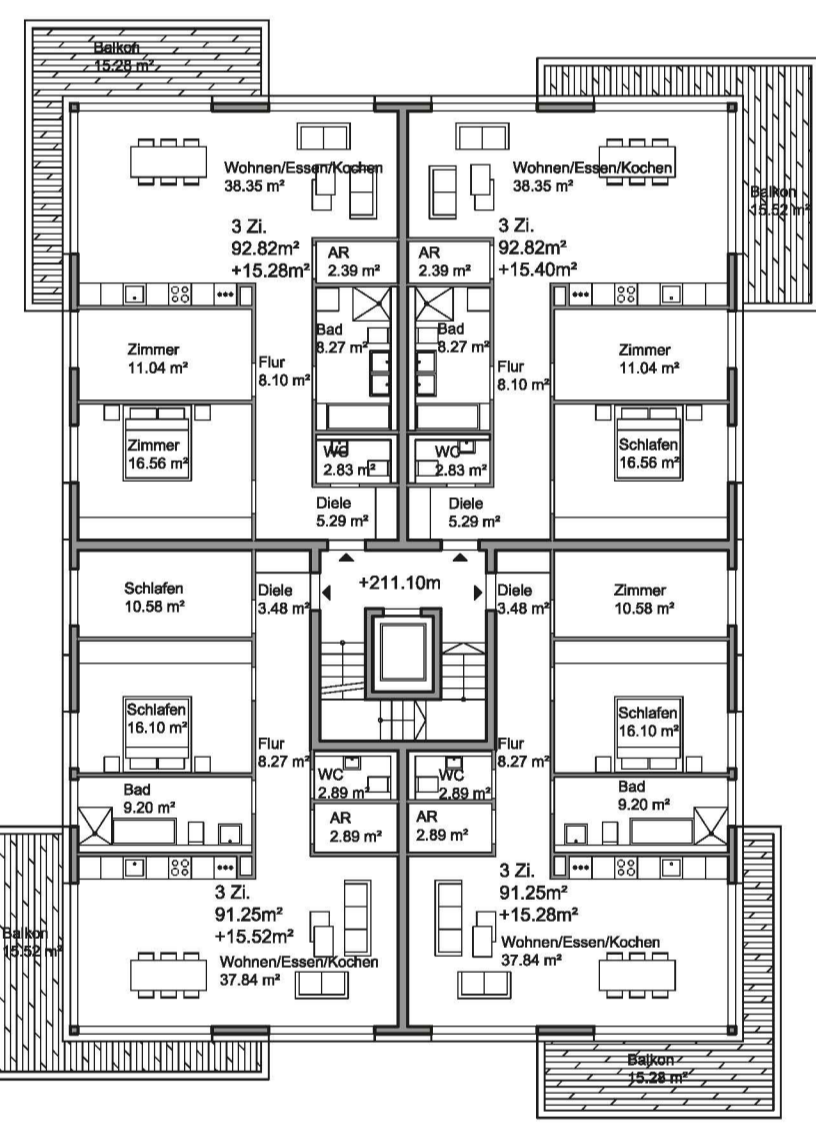 Balkon
15.28 m²
Wohnen/Essen/Kochen
38.35 m²
3 Zi.
92.82m²
+15.28m²
AR
2.39 m²
Zimmer
11.04 m²
Flur
8.10 m²
Bad
8.27 m²
Zimmer
16.56 m²
WC
2.83 m²
Diele
5.29 m²
Wohnen/Essen/Kochen
38.35 m²
Balkon
15.52 m²
3 Zi.
92.82m²
+15.40m²
AR
2.39 m²
Bad
8.27 m²
Flur
8.10 m²
Zimmer
11.04 m²
Schlafen
16.56 m²
WC
2.83 m²
Diele
5.29 m²
+211.10m
Schlafen
10.58 m²
Diele
3.48 m²
Schlafen
16.10 m²
Flur
8.27 m²
Bad
9.20 m²
WC
2.89 m²
AR
2.89 m²
3 Zi.
91.25m²
+15.52m²
Balkon
15.52 m²
Wohnen/Essen/Kochen
37.84 m²
Diele
3.48 m²
Zimmer
10.58 m²
Schlafen
16.10 m²
Flur
8.27 m²
WC
2.89 m²
Bad
9.20 m²
AR
2.89 m²
3 Zi.
91.25m²
+15.28m²
Wohnen/Essen/Kochen
37.84 m²
Balkon
15.28 m²